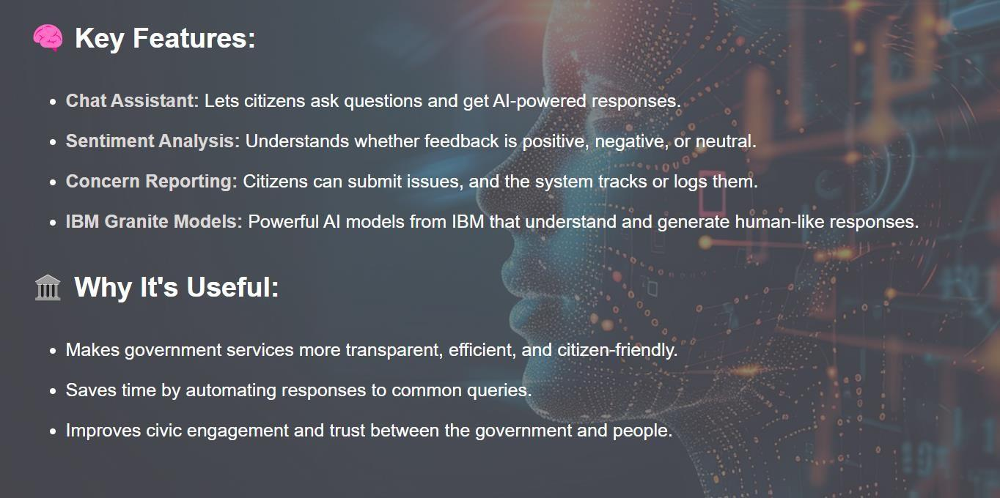 🧠 Key Features:
• Chat Assistant: Lets citizens ask questions and get AI-powered responses.
• Sentiment Analysis: Understands whether feedback is positive, negative, or neutral.
• Concern Reporting: Citizens can submit issues, and the system tracks or logs them.
• IBM Granite Models: Powerful AI models from IBM that understand and generate human-like responses.
🏛 Why It's Useful:
• Makes government services more transparent, efficient, and citizen-friendly.
• Saves time by automating responses to common queries.
• Improves civic engagement and trust between the government and people.